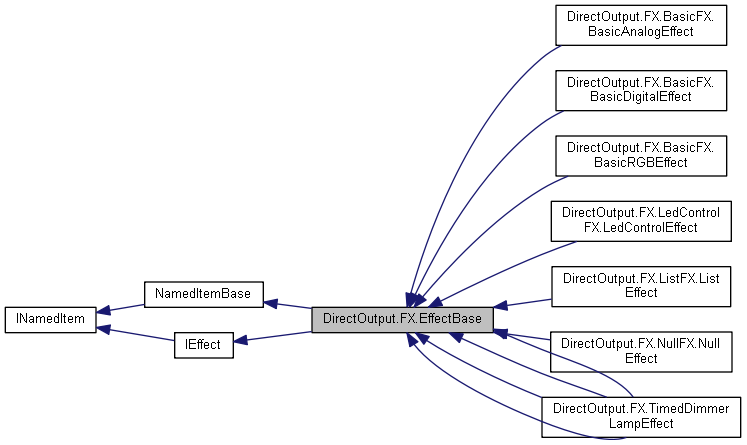 DirectOutput.FX.BasicFX.
BasicAnalogEffect
DirectOutput.FX.BasicFX.
BasicDigitalEffect
DirectOutput.FX.BasicFX.
BasicRGBEffect
DirectOutput.FX.LedControl
FX.LedControlEffect
DirectOutput.FX.ListFX.List
Effect
NamedItemBase
INamedItem
DirectOutput.FX.EffectBase
IEffect
DirectOutput.FX.NullFX.Null
Effect
DirectOutput.FX.TimedDimmer
LampEffect